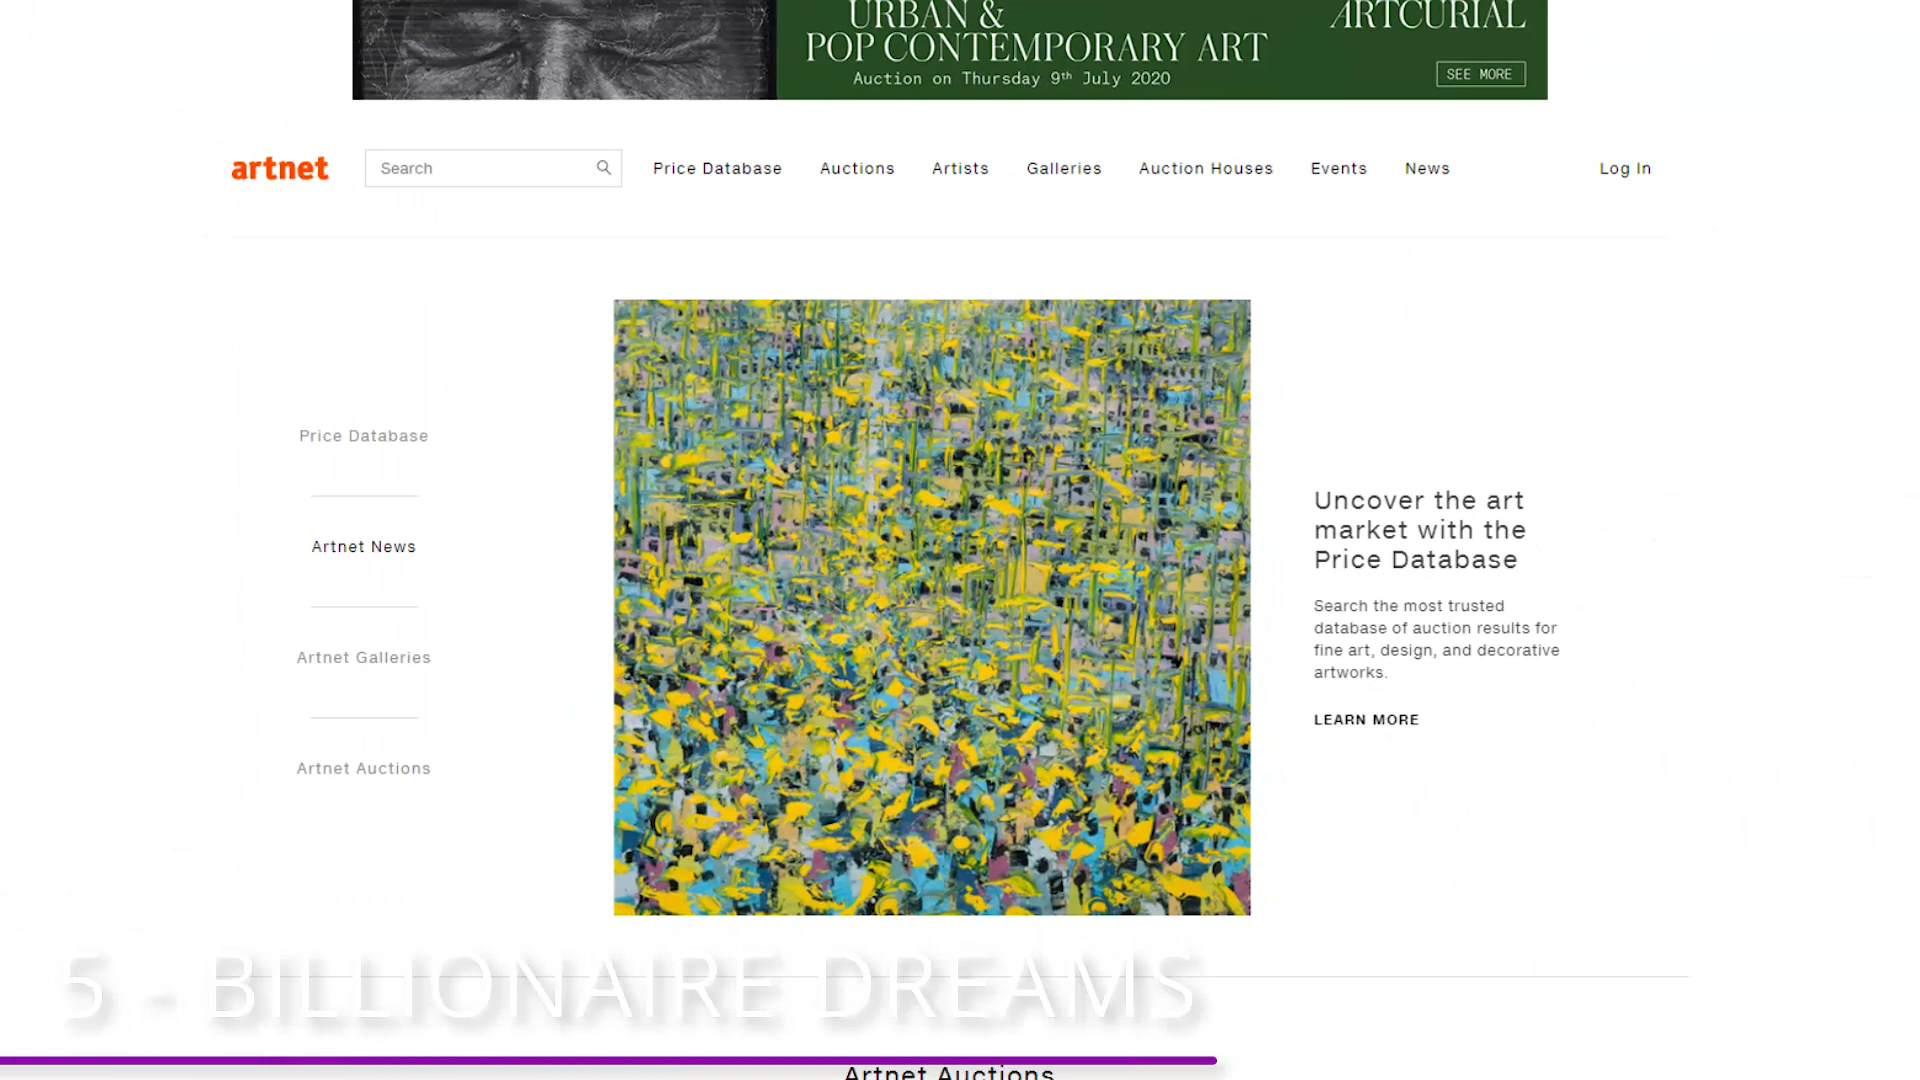 URBAN &
POP CONTEMPORARY ART
Auction on Thursday 9th July 2020
ARTCURIAL
SEE MORE
artnet
Search
Price Database
Auctions
Artists
Galleries
Auction Houses
Events
News
Log In
Price Database
Artnet News
Artnet Galleries
Artnet Auctions
Uncover the art
market with the
Price Database
Search the most trusted
database of auction results for
fine art, design, and decorative
artworks.
LEARN MORE
5 - BILLIONAIRE DREAMS
Artnet Auctions